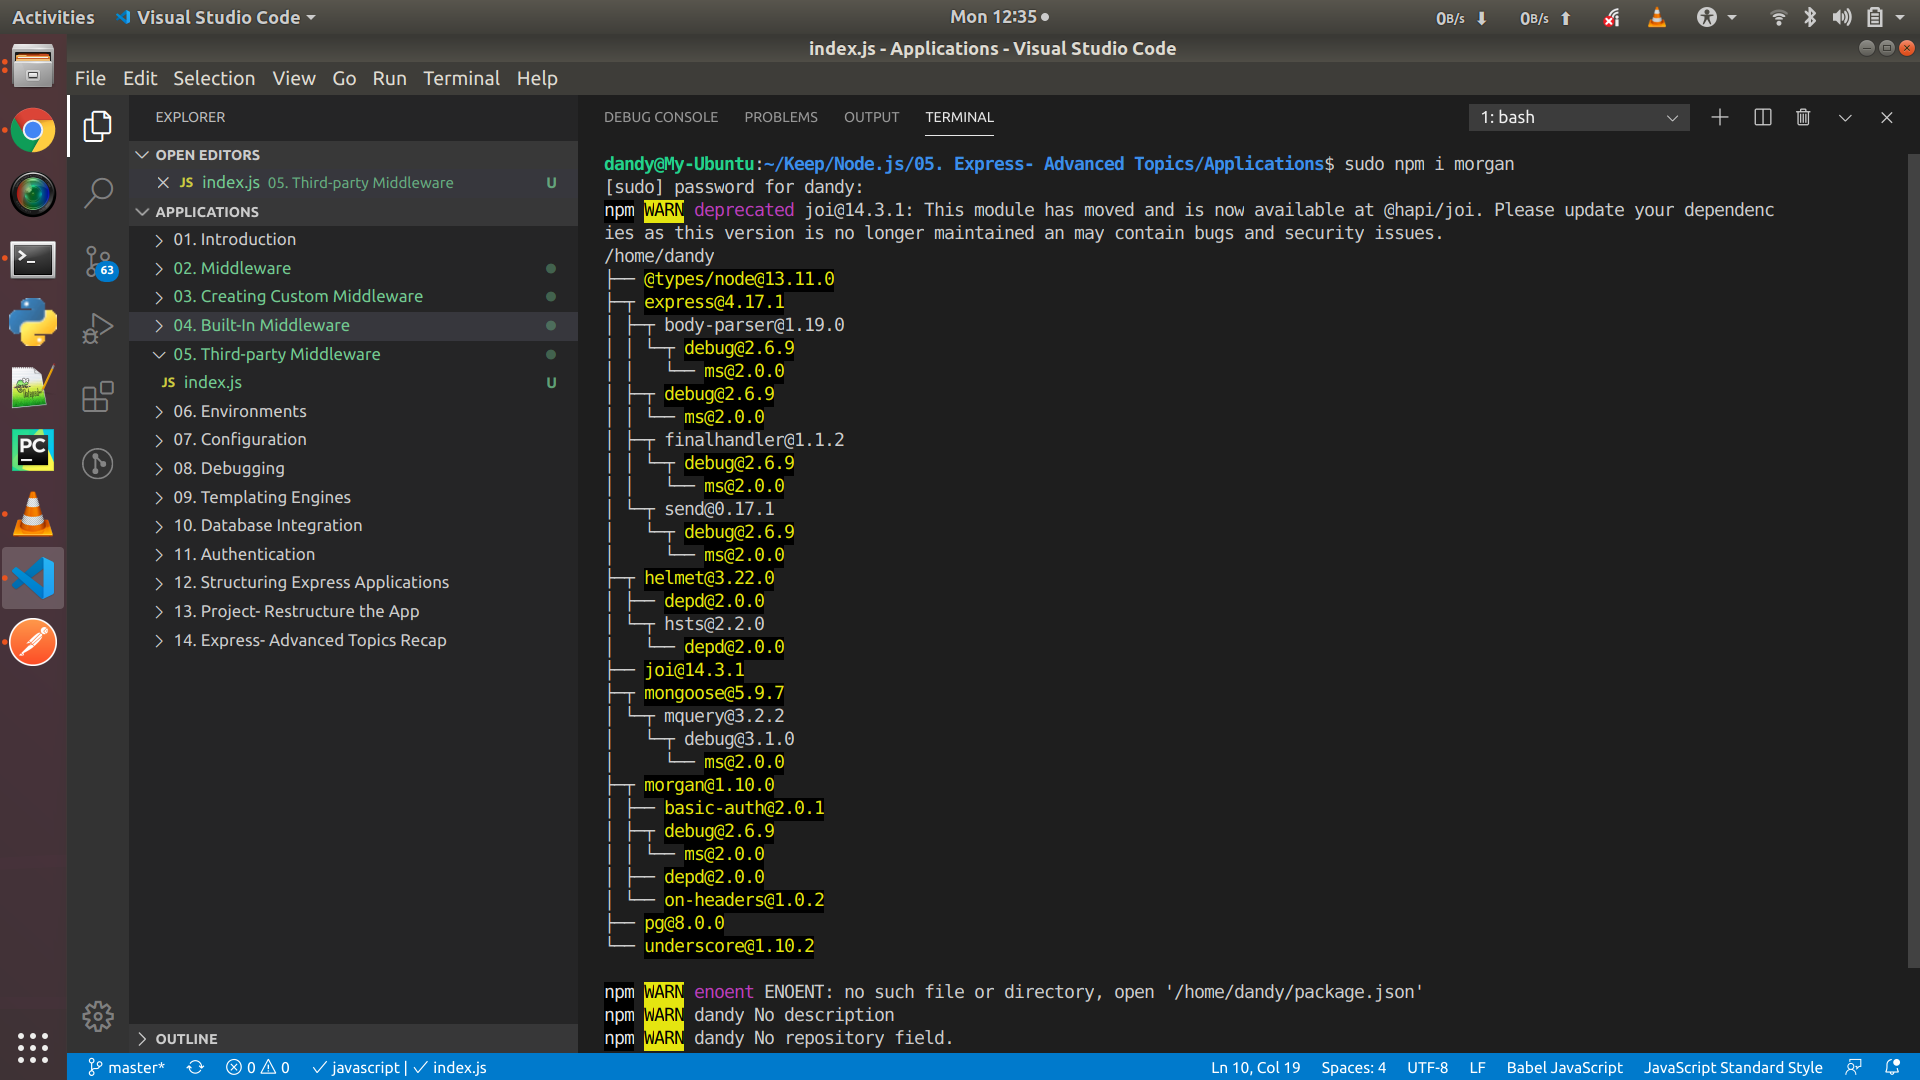 Activities Visual Studio Code Mon 12:35 0B/s 0B/s
index.js - Applications - Visual Studio Code
File Edit Selection View Go Run Terminal Help
EXPLORER
OPEN EDITORS
JS index.js 05. Third-party Middleware U
APPLICATIONS
01. Introduction
02. Middleware
03. Creating Custom Middleware
04. Built-In Middleware
05. Third-party Middleware
JS index.js U
06. Environments
07. Configuration
08. Debugging
09. Templating Engines
10. Database Integration
11. Authentication
12. Structuring Express Applications
13. Project- Restructure the App
14. Express- Advanced Topics Recap
OUTLINE
63
PC
DEBUG CONSOLE PROBLEMS OUTPUT TERMINAL 1: bash
dandy@My-Ubuntu:~/Keep/Node.js/05. Express- Advanced Topics/Applications$ sudo npm i morgan
[sudo] password for dandy:
npm WARN deprecated joi@14.3.1: This module has moved and is now available at @hapi/joi. Please update your dependenc
ies as this version is no longer maintained an may contain bugs and security issues.
/home/dandy
├── @types/node@13.11.0
├─┬ express@4.17.1
│ ├─┬ body-parser@1.19.0
│ │ └─┬ debug@2.6.9
│ │   └── ms@2.0.0
│ ├─┬ debug@2.6.9
│ │ └── ms@2.0.0
│ ├─┬ finalhandler@1.1.2
│ │ └─┬ debug@2.6.9
│ │   └── ms@2.0.0
│ └─┬ send@0.17.1
│   └─┬ debug@2.6.9
│     └── ms@2.0.0
├─┬ helmet@3.22.0
│ ├── depd@2.0.0
│ └─┬ hsts@2.2.0
│   └── depd@2.0.0
├── joi@14.3.1
├─┬ mongoose@5.9.7
│ └─┬ mquery@3.2.2
│   └─┬ debug@3.1.0
│     └── ms@2.0.0
├─┬ morgan@1.10.0
│ ├── basic-auth@2.0.1
│ ├─┬ debug@2.6.9
│ │ └── ms@2.0.0
│ ├── depd@2.0.0
│ └── on-headers@1.0.2
├── pg@8.0.0
└── underscore@1.10.2
npm WARN enoent ENOENT: no such file or directory, open '/home/dandy/package.json'
npm WARN dandy No description
npm WARN dandy No repository field.
master* 0 0 javascript | index.js Ln 10, Col 19 Spaces: 4 UTF-8 LF Babel JavaScript JavaScript Standard Style